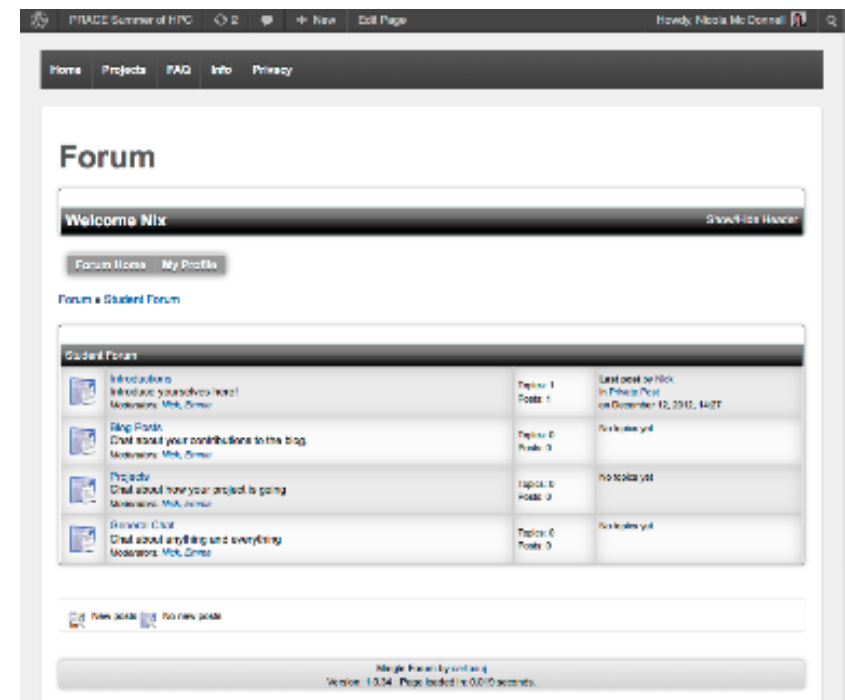 PRACE Summer of HPC 2 + New Edit Page Howdy, Nicola Mc Donnell
Home Projects FAQ Info Privacy
Forum
Welcome Nix Show/Hide Header
Forum Home My Profile
Forum » Student Forum
Student Forum
Introductions
Introduce yourselves here!
Moderators: Nick,
Topics: 1
Posts: 1
Last post by Nick
in Private Post
on December 12, 2012, 14:27
Blog Posts
Chat about your contributions to the blog.
Moderators: Nick,
Topics: 0
Posts: 0
No topics yet
Projects
Chat about how your project is going
Moderators: Nick,
Topics: 0
Posts: 0
No topics yet
General Chat
Chat about anything and everything
Moderators: Nick,
Topics: 0
Posts: 0
No topics yet
New posts No new posts
Mingle Forum by
Version: 1.0.34 Page loaded in: 0.019 seconds.